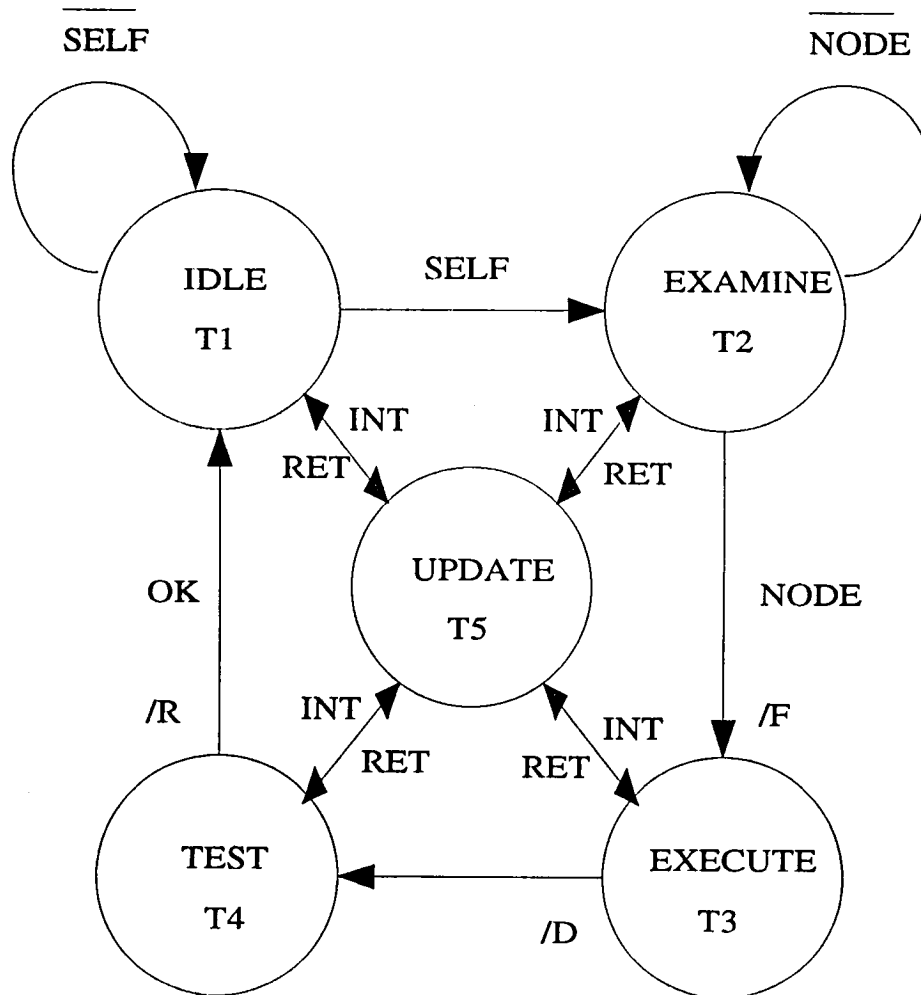 SELF
NODE
IDLE
T1
SELF
EXAMINE
T2
INT
RET
INT
RET
UPDATE
T5
OK
NODE
/R
INT
RET
INT
RET
/F
TEST
T4
/D
EXECUTE
T3